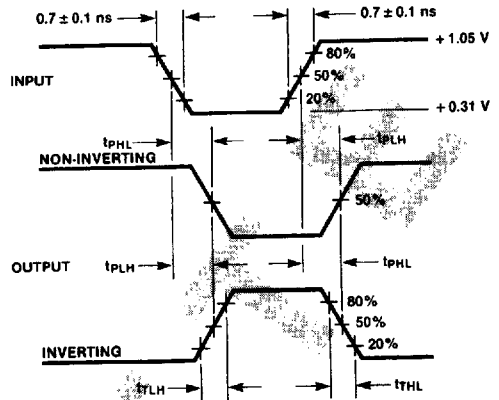 0.7 ± 0.1 ns
0.7 ± 0.1 ns
+ 1.05 V
80%
INPUT
50%
20%
+ 0.31 V
tPHL
tPLH
NON-INVERTING
50%
OUTPUT
tPLH
tPHL
80%
50%
20%
INVERTING
tTLH
tTHL